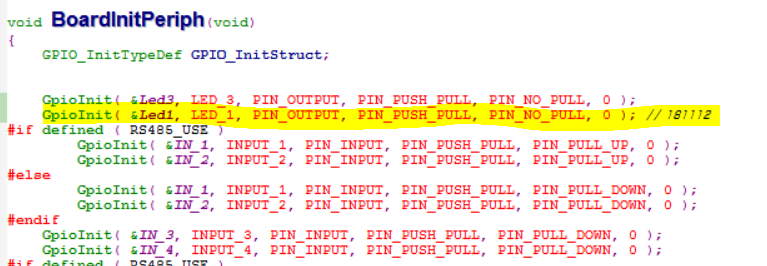 void BoardInitPeriph(void)
{
GPIO_InitTypeDef GPIO_InitStruct;
GpioInit( &Led3, LED_3, PIN_OUTPUT, PIN_PUSH_PULL, PIN_NO_PULL, 0 );
GpioInit( &Led1, LED_1, PIN_OUTPUT, PIN_PUSH_PULL, PIN_NO_PULL, 0 ); // 181112
#if defined ( RS485_USE )
GpioInit( &IN_1, INPUT_1, PIN_INPUT, PIN_PUSH_PULL, PIN_PULL_UP, 0 );
GpioInit( &IN_2, INPUT_2, PIN_INPUT, PIN_PUSH_PULL, PIN_PULL_UP, 0 );
#else
GpioInit( &IN_1, INPUT_1, PIN_INPUT, PIN_PUSH_PULL, PIN_PULL_DOWN, 0 );
GpioInit( &IN_2, INPUT_2, PIN_INPUT, PIN_PUSH_PULL, PIN_PULL_DOWN, 0 );
#endif
GpioInit( &IN_3, INPUT_3, PIN_INPUT, PIN_PUSH_PULL, PIN_PULL_DOWN, 0 );
GpioInit( &IN_4, INPUT_4, PIN_INPUT, PIN_PUSH_PULL, PIN_PULL_DOWN, 0 );
#if defined ( RS485_USE )